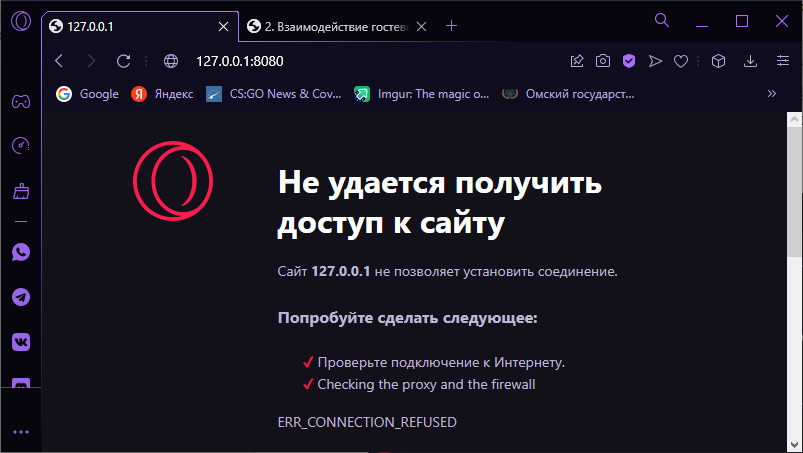 127.0.0.1
2. Взаимодействие гостев
127.0.0.1:8080
Google
Яндекс
CS:GO News & Cov...
Imgur: The magic o...
Омский государст...
Не удается получить
доступ к сайту
Сайт 127.0.0.1 не позволяет установить соединение.
Попробуйте сделать следующее:
Проверьте подключение к Интернету.
Checking the proxy and the firewall
ERR_CONNECTION_REFUSED